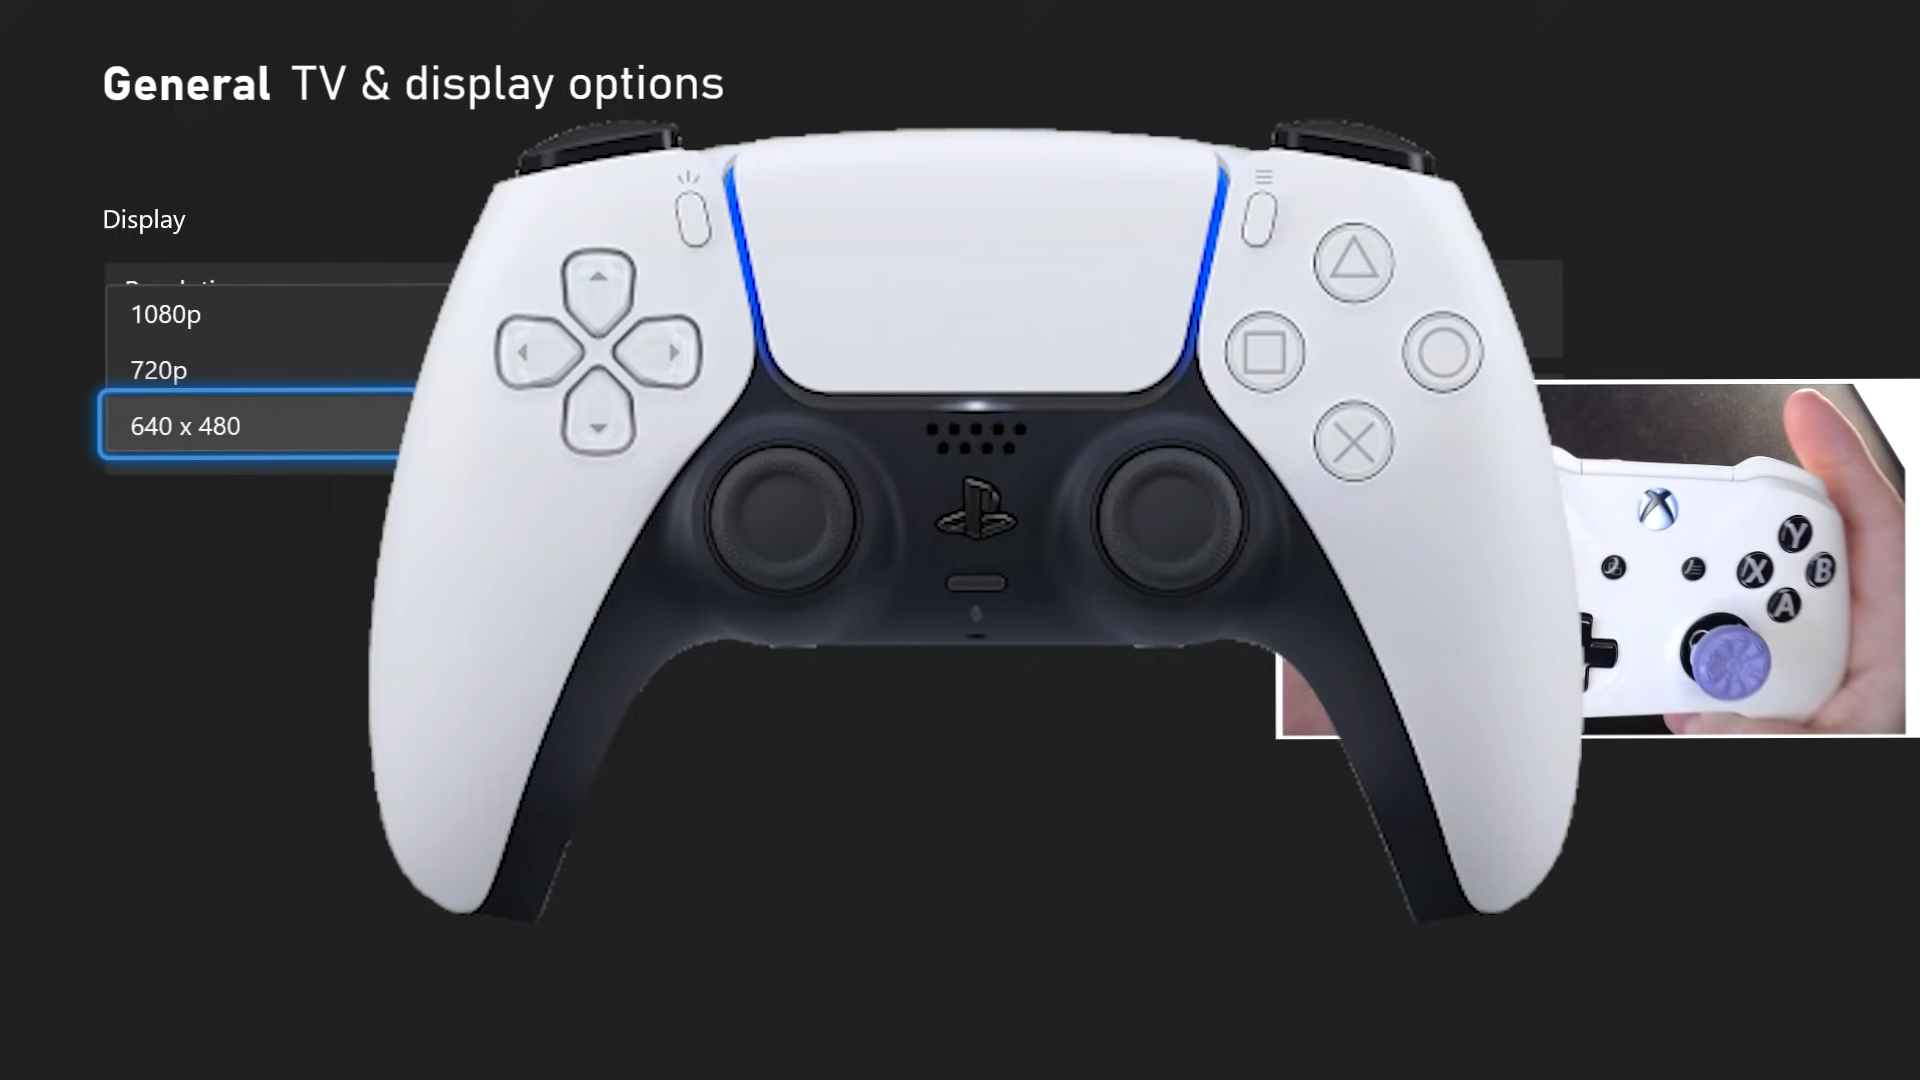 General TV & display options
Display
1080p
720p
640 x 480
Y
X
B
A